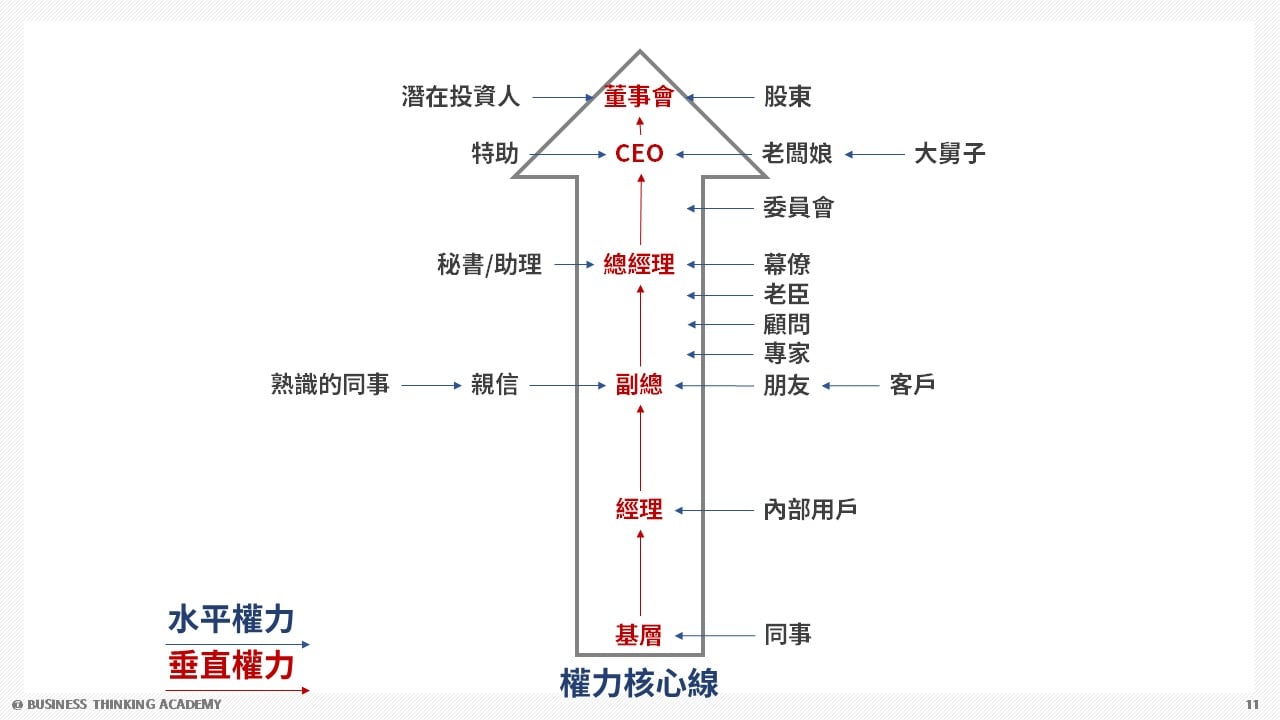 潛在投資人 董事會 股東
特助 CEO 老闆娘 大舅子
委員會
秘書/助理 總經理 幕僚
老臣
顧問
專家
熟識的同事 親信 副總 朋友 客戶
經理 內部用戶
基層 同事
水平權力
垂直權力
權力核心線
@ BUSINESS THINKING ACADEMY 11